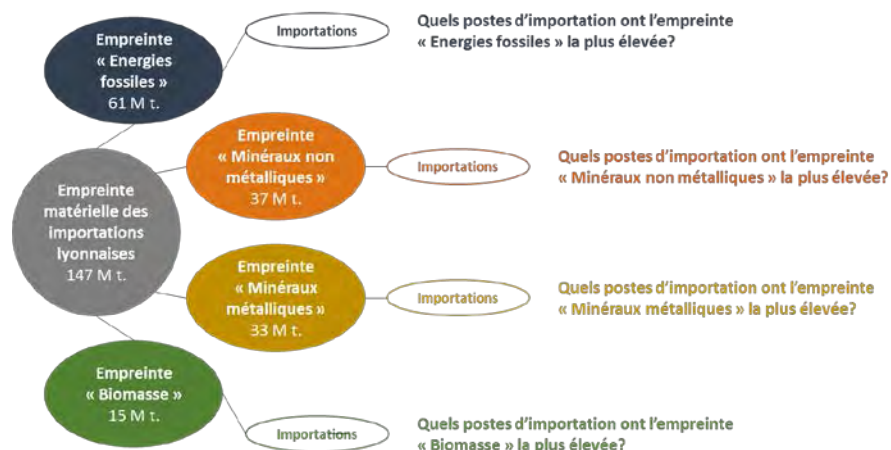 Empreinte
« Energies
fossiles »
61 M t.
Importations
Quels postes d'importation ont l'empreinte
« Energies fossiles » la plus élevée?
Empreinte
« Minéraux non
métalliques »
37 M t.
Importations
Quels postes d'importation ont l'empreinte
« Minéraux non métalliques » la plus élevée?
Empreinte
matérielle des
importations
lyonnaises
147 M t.
Empreinte
« Minéraux
métalliques »
33 M t.
Importations
Quels postes d'importation ont l'empreinte
« Minéraux métalliques » la plus élevée?
Empreinte
« Biomasse »
15 M t.
Importations
Quels postes d'importation ont l'empreinte
« Biomasse » la plus élevée?